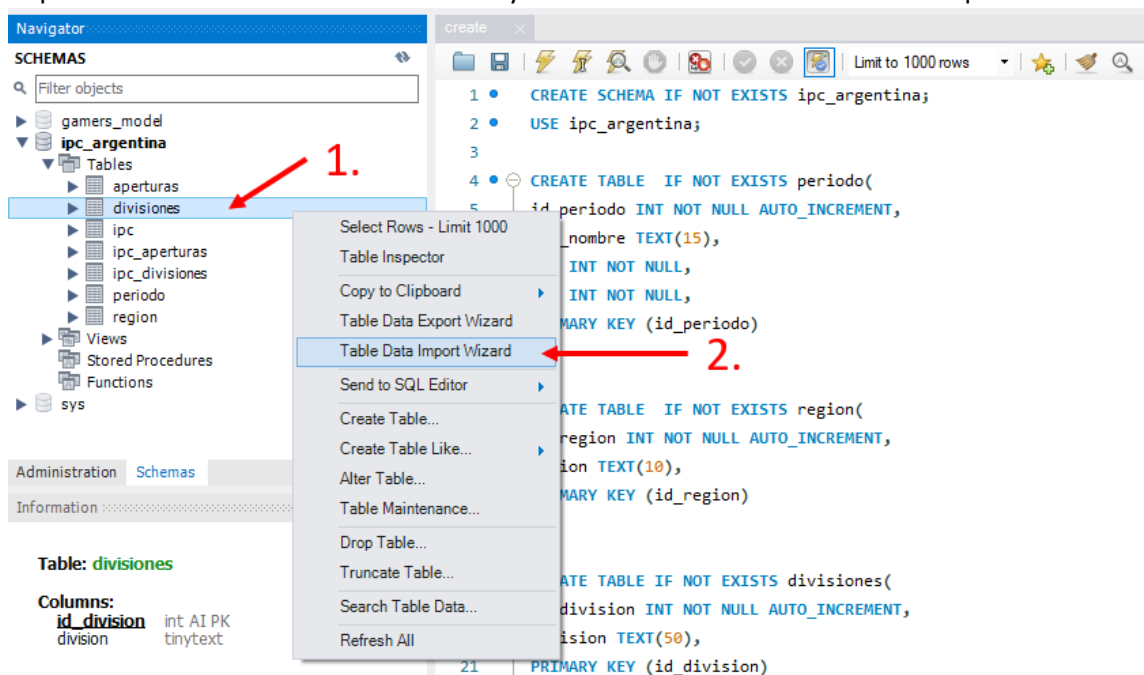 Navigator
SCHEMAS
Filter objects
gamers_model
ipc_argentina
Tables
aperturas
divisiones
ipc
ipc_aperturas
ipc_divisiones
periodo
region
Views
Stored Procedures
Functions
sys
Administration Schemas
Information
Table: divisiones
Columns:
id_division int AI PK
division tinytext
1.
Select Rows - Limit 1000
Table Inspector
Copy to Clipboard
Table Data Export Wizard
Table Data Import Wizard
Send to SQL Editor
Create Table...
Create Table Like...
Alter Table...
Table Maintenance...
Drop Table...
Truncate Table...
Search Table Data...
Refresh All
2.
create
Limit to 1000 rows
1 CREATE SCHEMA IF NOT EXISTS ipc_argentina;
2 USE ipc_argentina;
3
4 CREATE TABLE IF NOT EXISTS periodo(
5 id_periodo INT NOT NULL AUTO_INCREMENT,
_nombre TEXT(15),
INT NOT NULL,
INT NOT NULL,
MARY KEY (id_periodo)
ATE TABLE IF NOT EXISTS region(
region INT NOT NULL AUTO_INCREMENT,
ion TEXT(10),
MARY KEY (id_region)
ATE TABLE IF NOT EXISTS divisiones(
division INT NOT NULL AUTO_INCREMENT,
ision TEXT(50),
21 PRIMARY KEY (id_division)